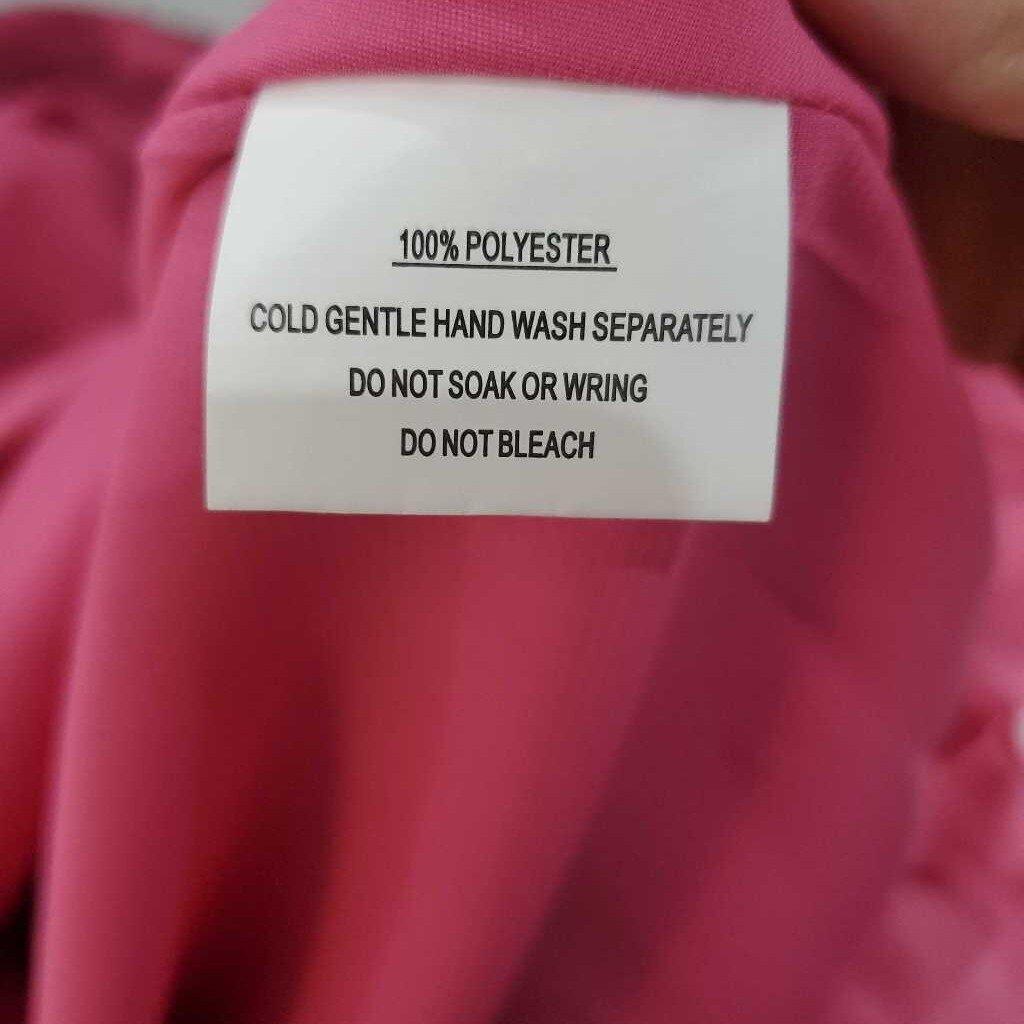 100% POLYESTER
COLD GENTLE HAND WASH SEPARATELY
DO NOT SOAK OR WRING
DO NOT BLEACH